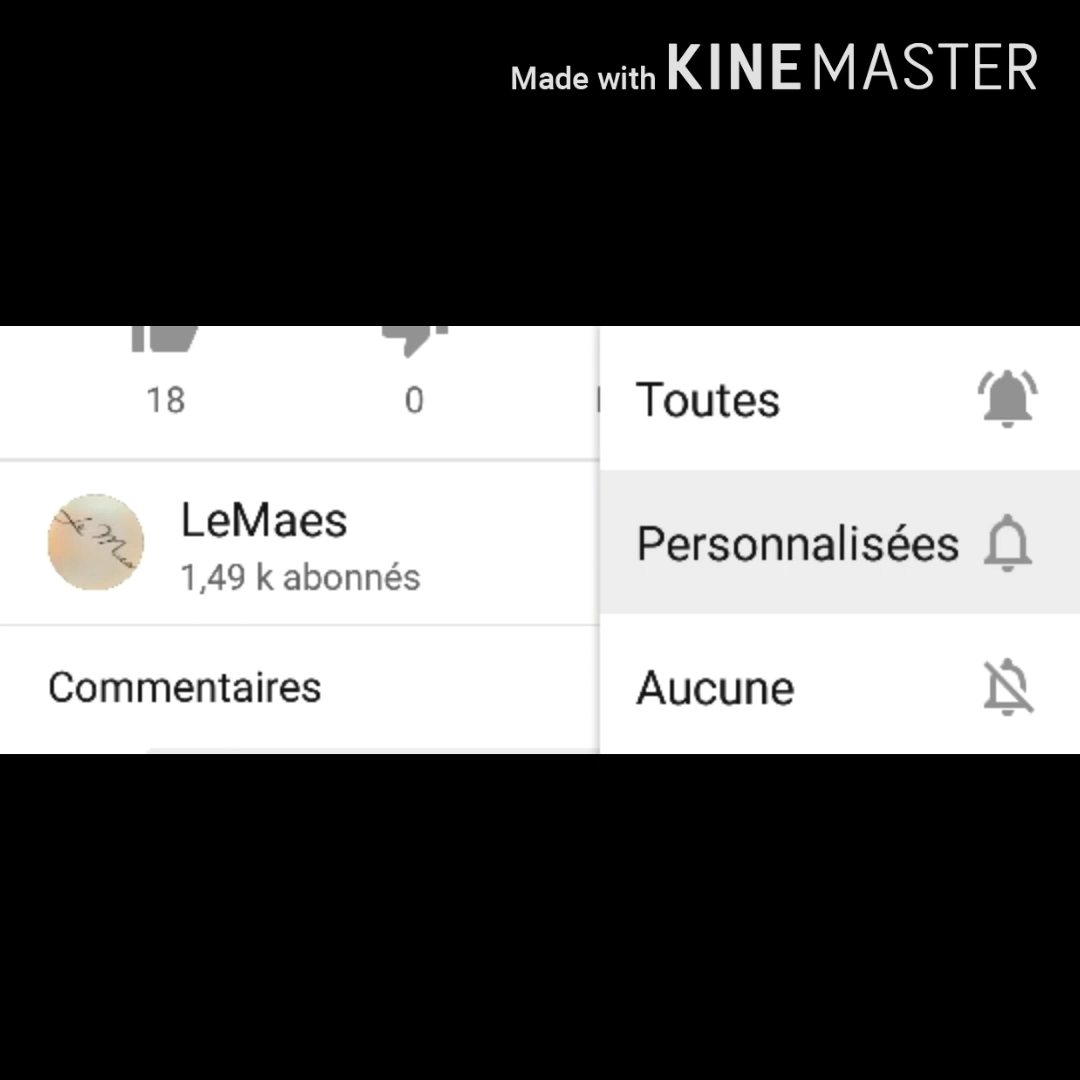 Made with KINEMASTER
18
0
Toutes
LeMaes
1,49 k abonnés
Personnalisées
Commentaires
Aucune